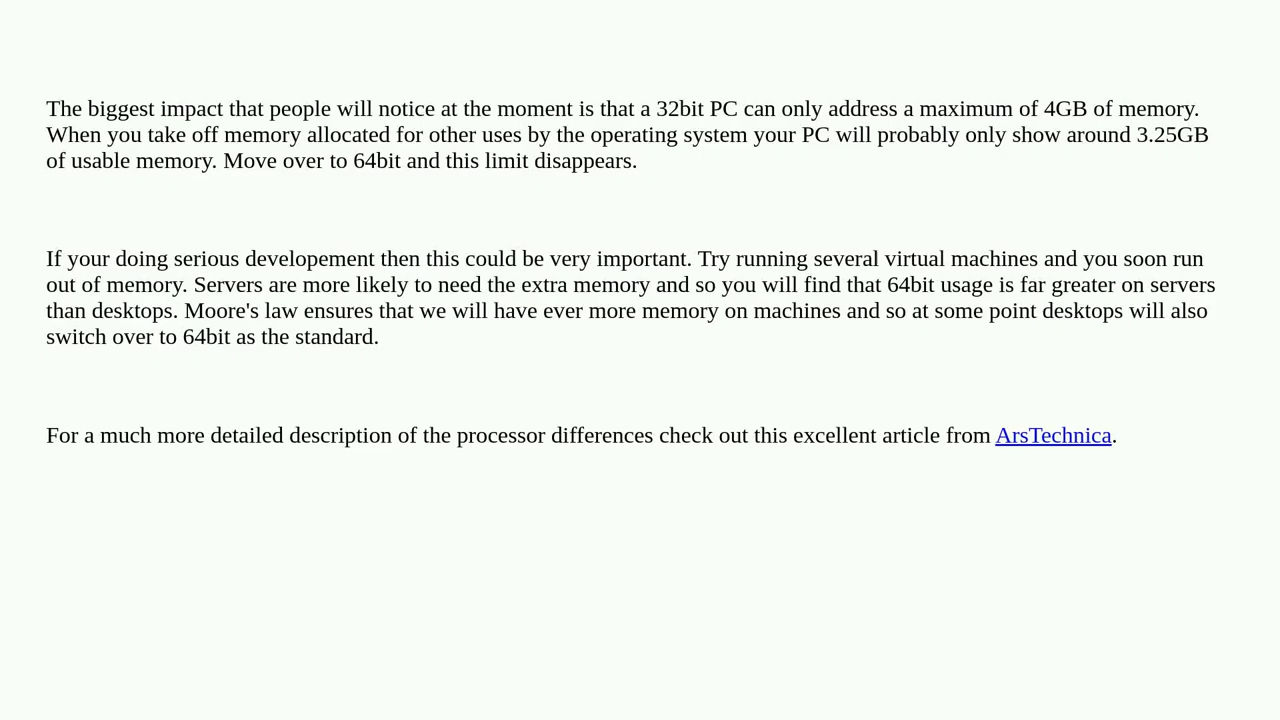 The biggest impact that people will notice at the moment is that a 32bit PC can only address a maximum of 4GB of memory.
When you take off memory allocated for other uses by the operating system your PC will probably only show around 3.25GB
of usable memory. Move over to 64bit and this limit disappears.
If your doing serious developement then this could be very important. Try running several virtual machines and you soon run
out of memory. Servers are more likely to need the extra memory and so you will find that 64bit usage is far greater on servers
than desktops. Moore's law ensures that we will have ever more memory on machines and so at some point desktops will also
switch over to 64bit as the standard.
For a much more detailed description of the processor differences check out this excellent article from ArsTechnica.